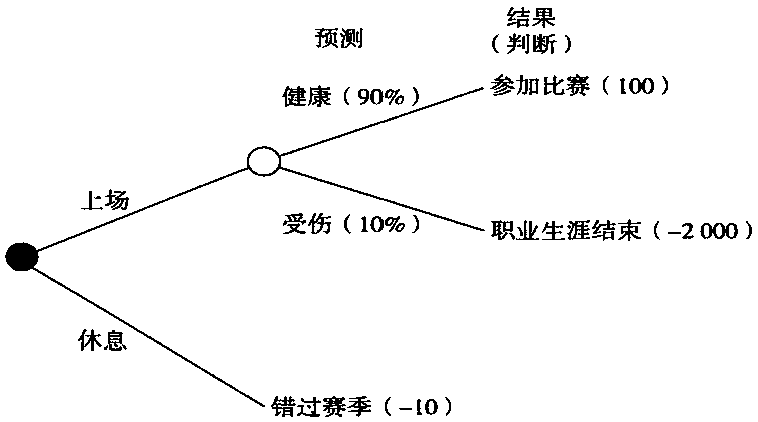 预测
结果
（判断）
健康（90%）
参加比赛（100）
上场
受伤（10%）
职业生涯结束（-2 000）
休息
错过赛季（-10）